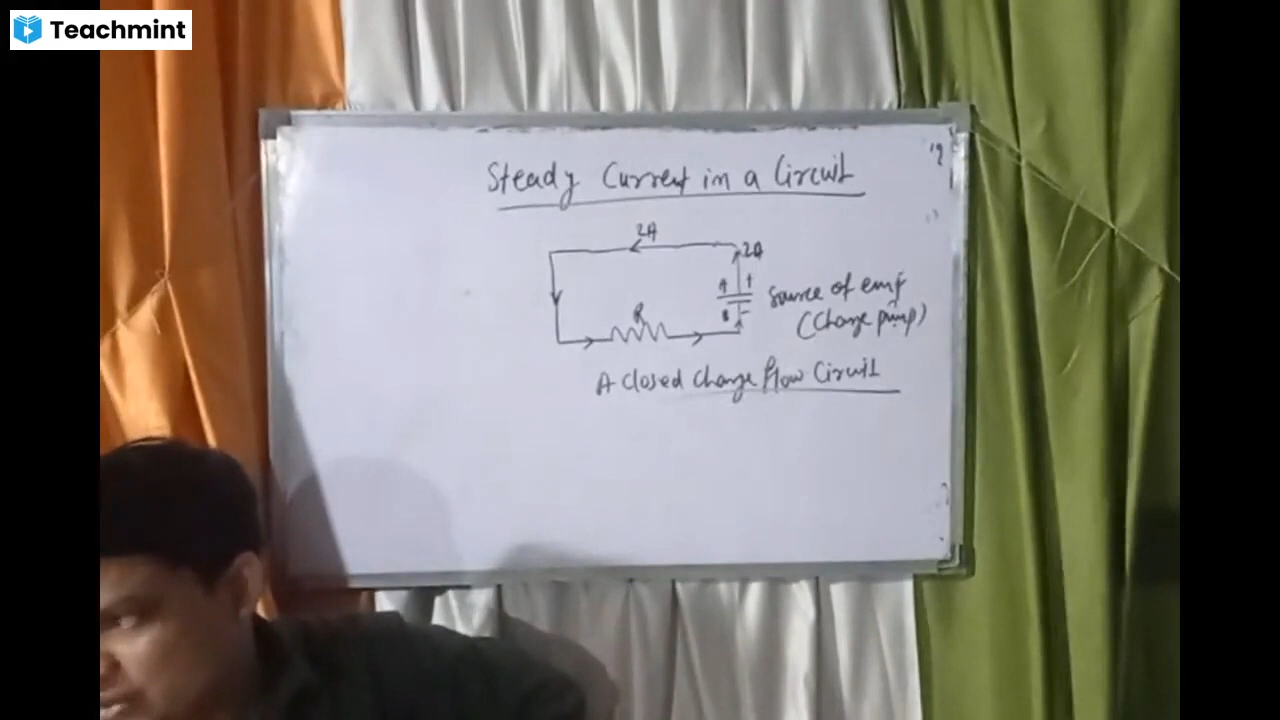 Teachmint
Steady Current in a Circuit
2A
2A
A +
B -
R
Source of emf
(Charge pump)
A closed charge flow Circuit